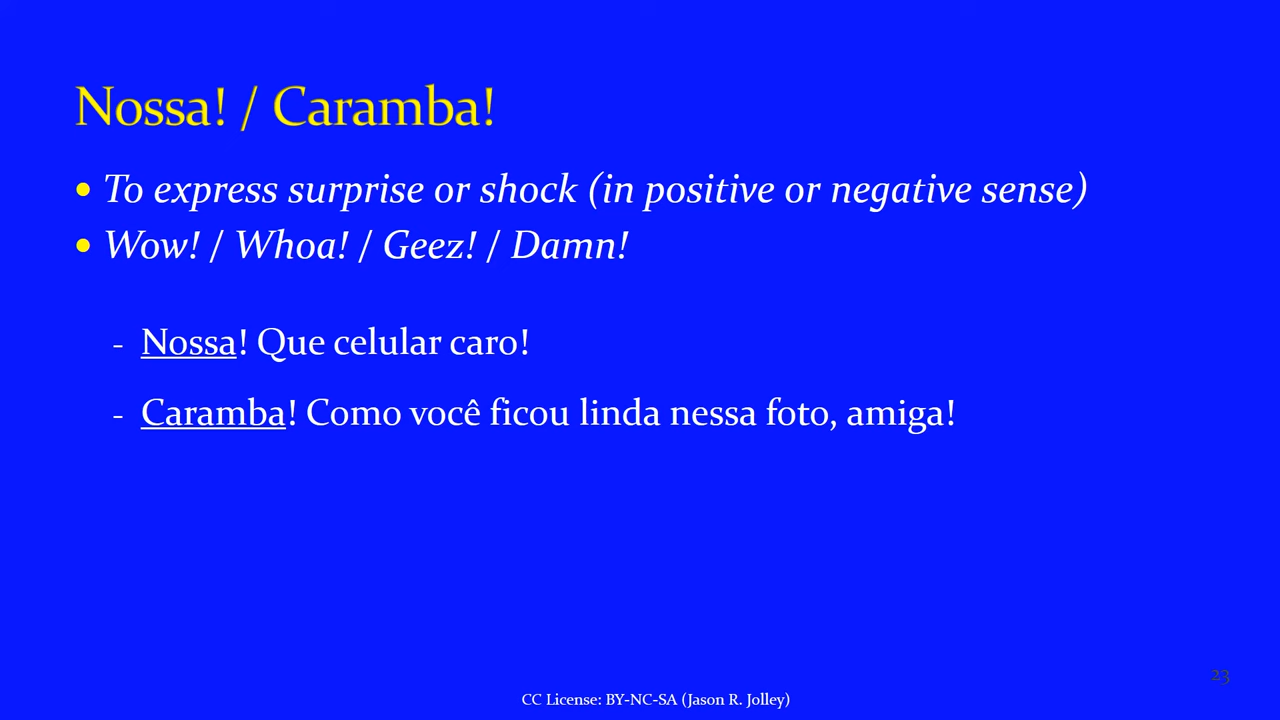 Nossa! / Caramba!
• To express surprise or shock (in positive or negative sense)
• Wow! / Whoa! / Geez! / Damn!
- Nossa! Que celular caro!
- Caramba! Como você ficou linda nessa foto, amiga!
23
CC License: BY-NC-SA (Jason R. Jolley)